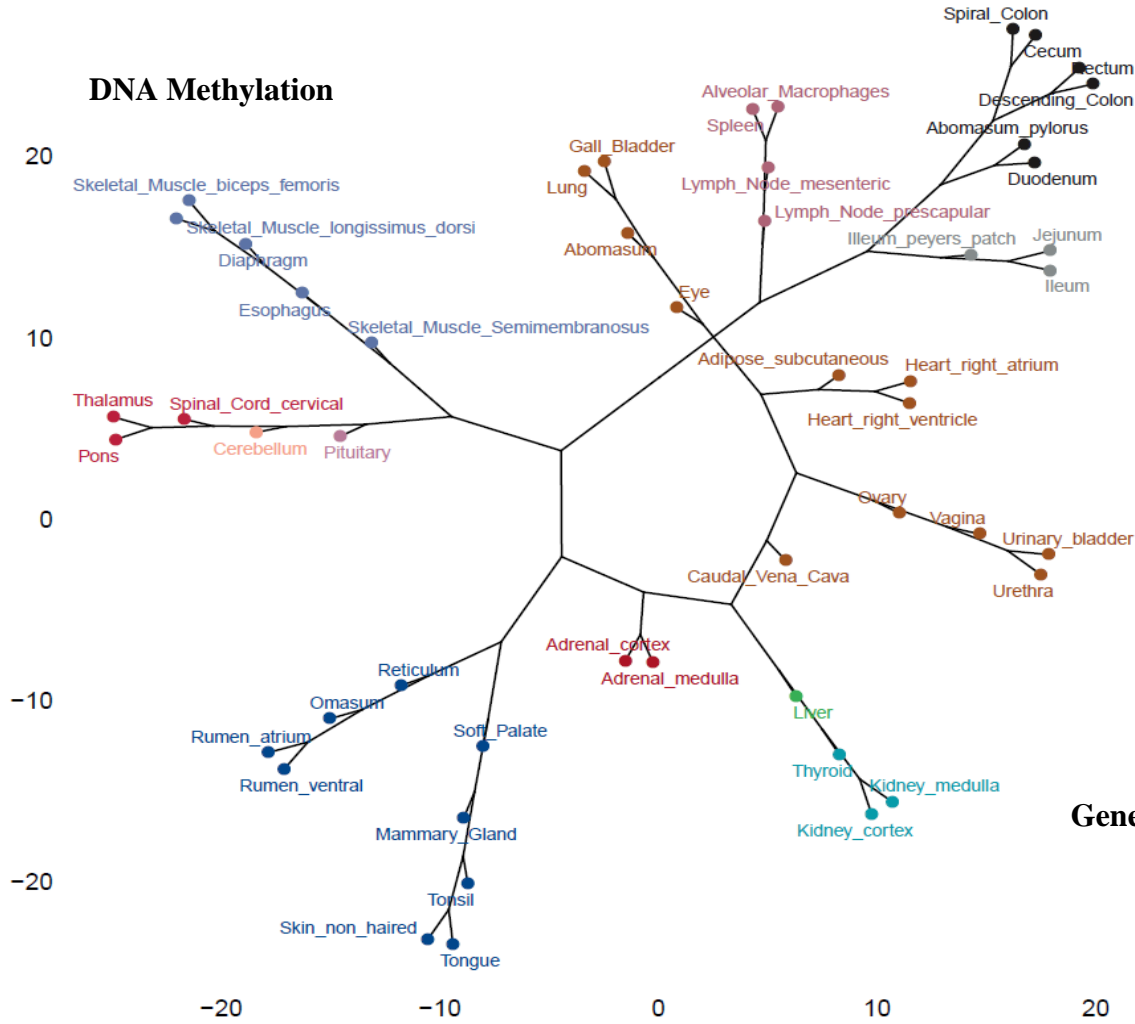 Spiral_Colon
Cecum
DNA Methylation
Rectum
Alveolar_Macrophages
Descending_Colon
Spleen
Abomasum_pylorus
Gall_Bladder
20
Skeletal_Muscle_biceps_femoris
Lung
Lymph_Node_mesenteric
Duodenum
Lymph_Node_prescapular
Skeletal_Muscle_longissimus_dorsi
Illeum_peyers_patch
Jejunum
Abomasum
Diaphragm
Ileum
Eye
Esophagus
Skeletal_Muscle_Semimembranosus
10
Adipose_subcutaneous
Heart_right_atrium
Thalamus
Spinal_Cord_cervical
Heart_right_ventricle
Cerebellum
Pituitary
Pons
Ovary
0
Vagina
Urinary_bladder
Caudal_Vena_Cava
Urethra
Adrenal_cortex
Reticulum
Adrenal_medulla
−10
Omasum
Liver
Soft_Palate
Rumen_atrium
Thyroid
Rumen_ventral
Kidney_medulla
Gene
Mammary_Gland
Kidney_cortex
−20
Tonsil
Skin_non_haired
Tongue
−20
−10
0
10
20